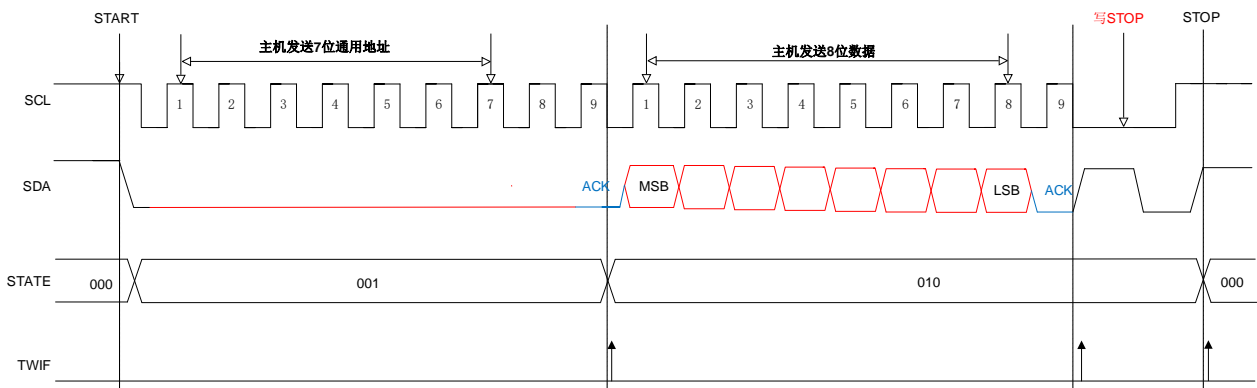 START
写STOP
STOP
主机发送7位通用地址
主机发送8位数据
SCL
1 2 3 4 5 6 7 8 9 1 2 3 4 5 6 7 8 9
SDA
ACK MSB LSB ACK
STATE
000 001 010 000
TWIF